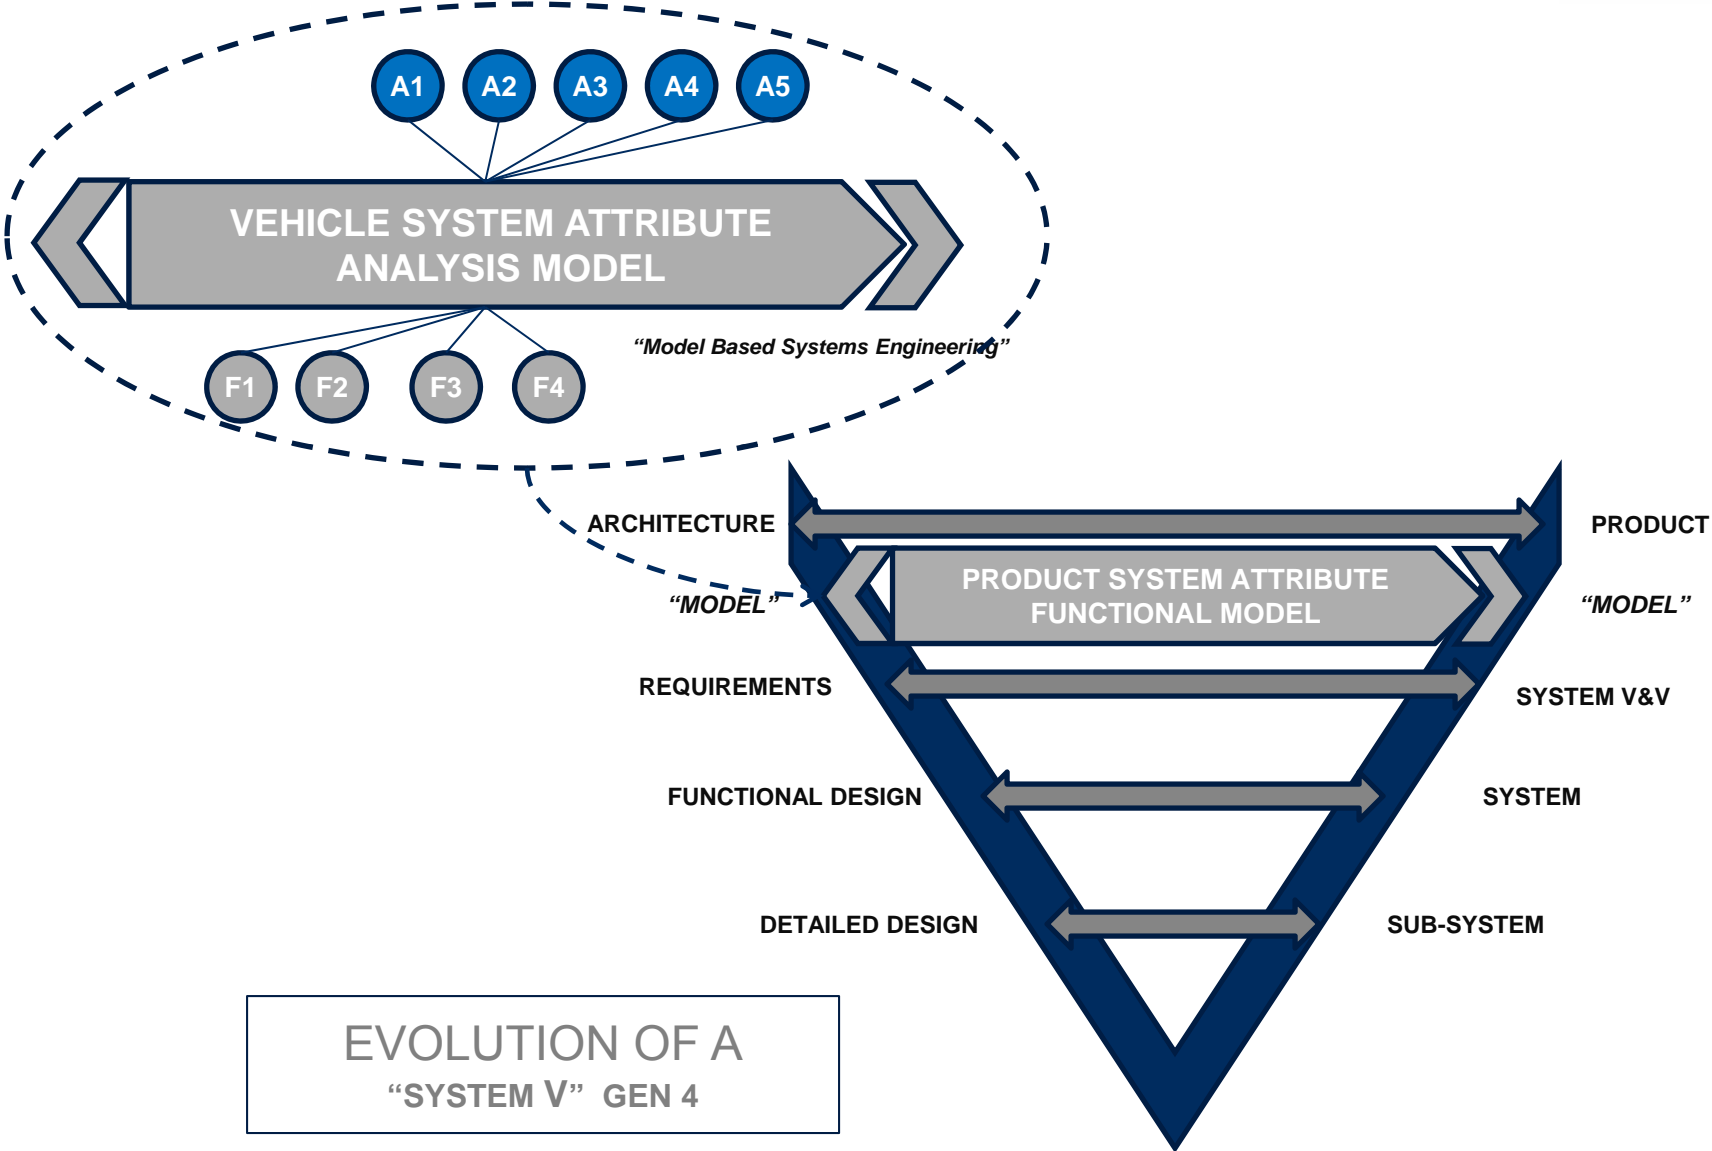 A1 A2 A3 A4 A5
VEHICLE SYSTEM ATTRIBUTE
ANALYSIS MODEL
“Model Based Systems Engineering”
F1 F2 F3 F4
ARCHITECTURE
PRODUCT
PRODUCT SYSTEM ATTRIBUTE
FUNCTIONAL MODEL
“MODEL”
“MODEL”
REQUIREMENTS
SYSTEM V&V
FUNCTIONAL DESIGN
SYSTEM
DETAILED DESIGN
SUB-SYSTEM
EVOLUTION OF A
“SYSTEM V” GEN 4